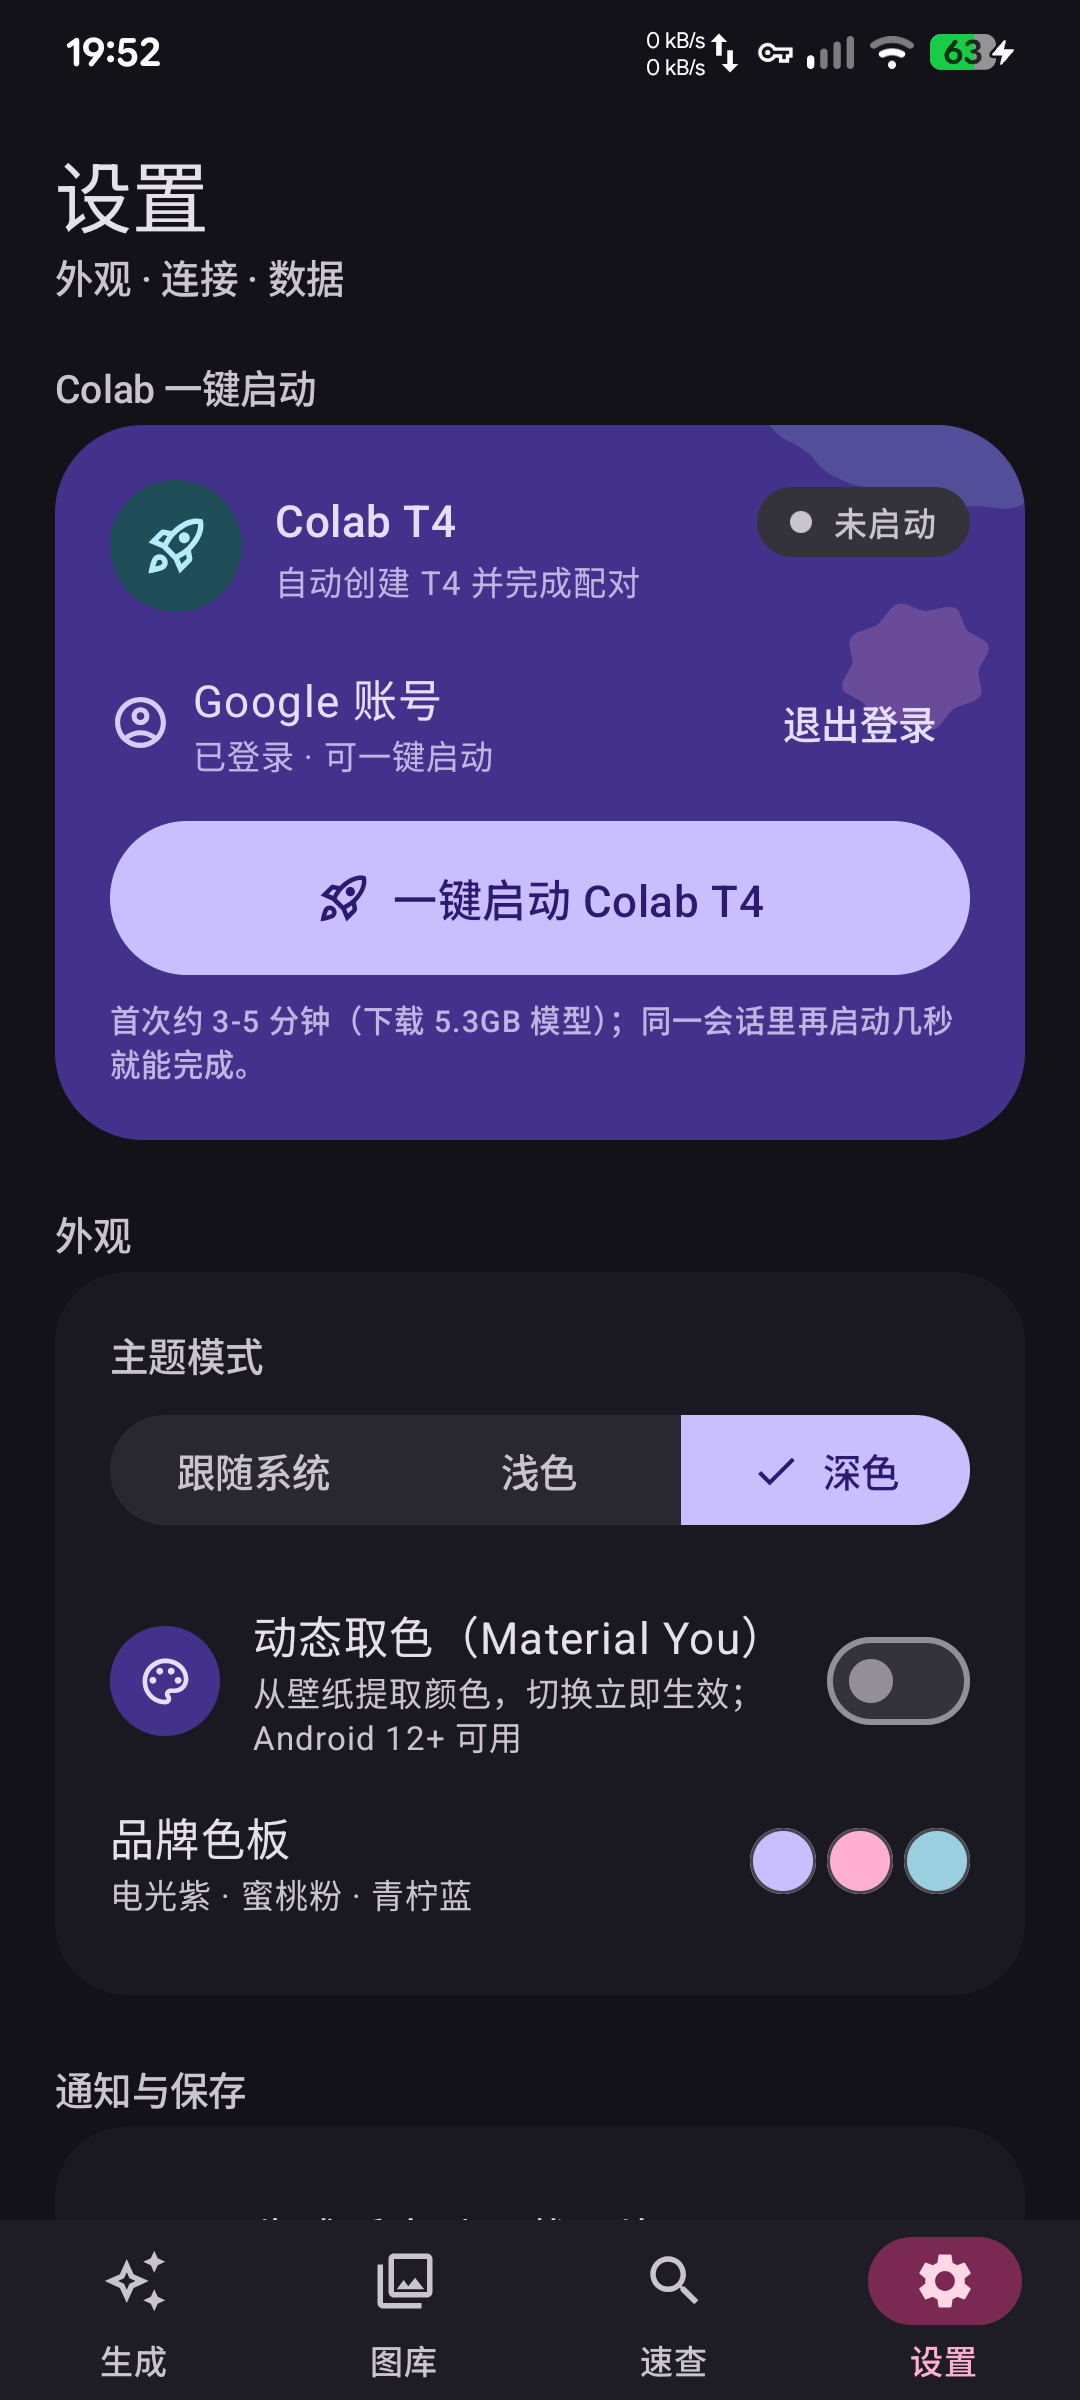 19:52
0 kB/s
0 kB/s
63
设置
外观 · 连接 · 数据
Colab 一键启动
Colab T4
未启动
自动创建 T4 并完成配对
Google 账号
已登录 · 可一键启动
退出登录
一键启动 Colab T4
首次约 3-5 分钟（下载 5.3GB 模型）；同一会话里再启动几秒
就能完成。
外观
主题模式
跟随系统
浅色
深色
动态取色（Material You）
从壁纸提取颜色，切换立即生效；
Android 12+ 可用
品牌色板
电光紫 · 蜜桃粉 · 青柠蓝
通知与保存
生成
图库
速查
设置